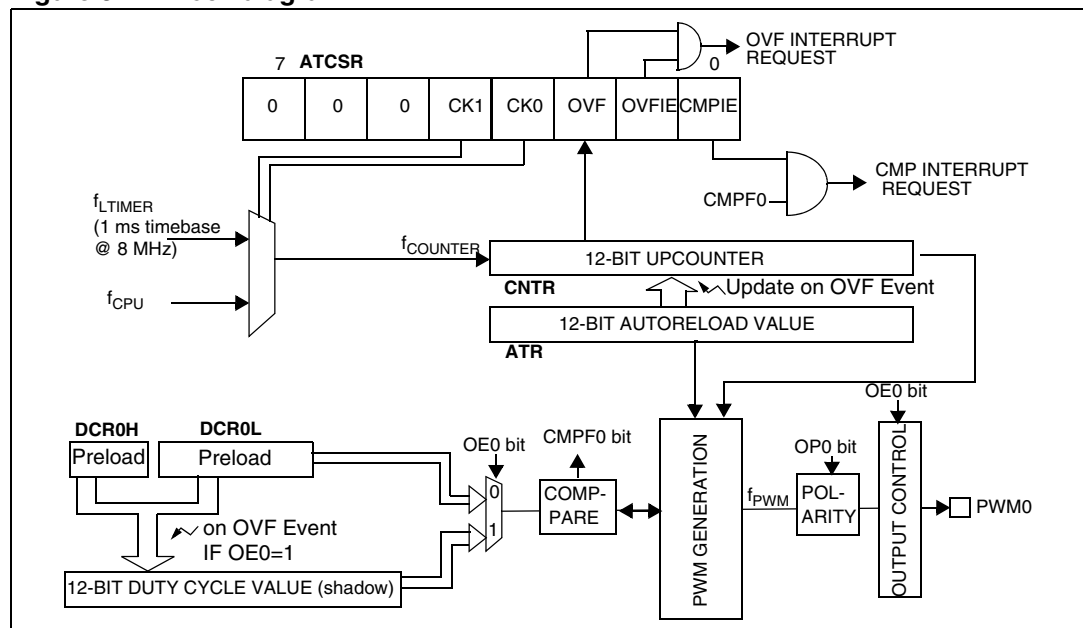 OVF INTERRUPT
REQUEST
7 ATCSR 0
0 0 0 CK1 CK0 OVF OVFIE CMPIE
CMP INTERRUPT
REQUEST
CMPF0
fLTIMER
(1 ms timebase
@ 8 MHz)
fCOUNTER
12-BIT UPCOUNTER
CNTR
Update on OVF Event
fCPU
12-BIT AUTORELOAD VALUE
ATR
OE0 bit
DCR0H DCR0L
Preload Preload
OE0 bit
CMPF0 bit
0
1
COMP-
PARE
PWM GENERATION
fPWM
OP0 bit
POL-
ARITY
OUTPUT CONTROL
PWM0
on OVF Event
IF OE0=1
12-BIT DUTY CYCLE VALUE (shadow)